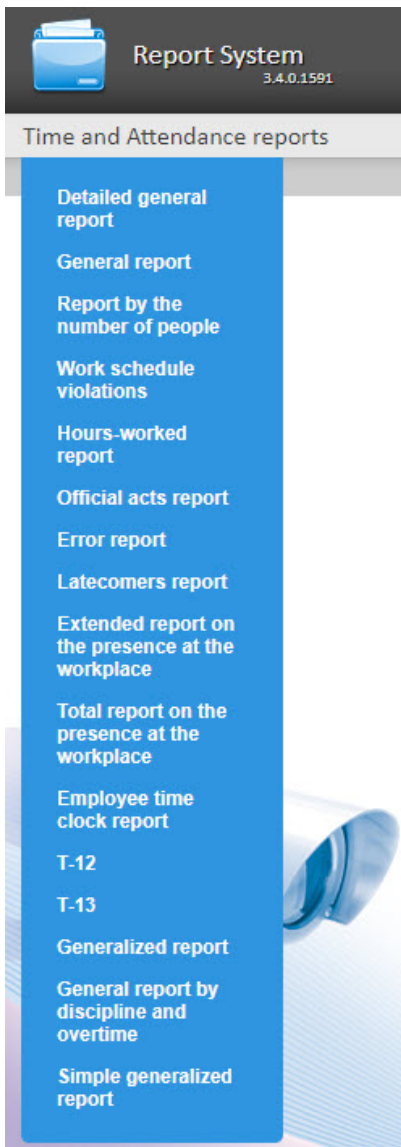 Report System
3.4.0.1591
Time and Attendance reports
Detailed general
report
General report
Report by the
number of people
Work schedule
violations
Hours-worked
report
Official acts report
Error report
Latecomers report
Extended report on
the presence at the
workplace
Total report on the
presence at the
workplace
Employee time
clock report
T-12
T-13
Generalized report
General report by
discipline and
overtime
Simple generalized
report